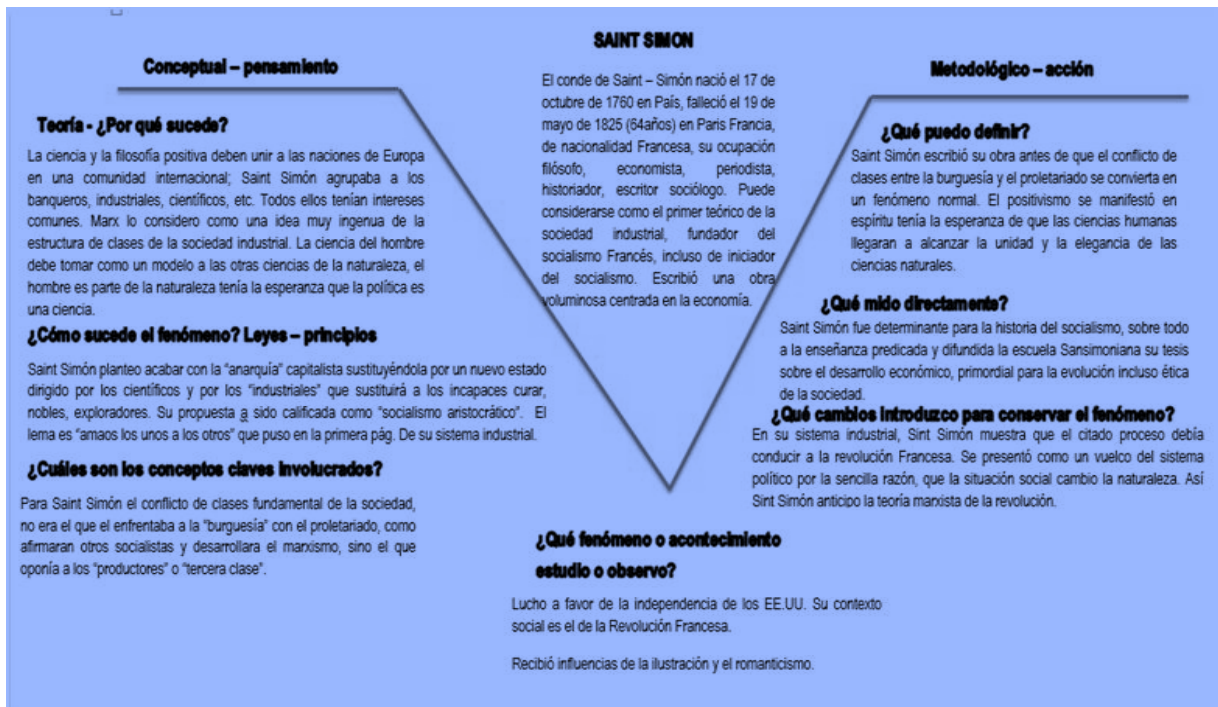 SAINT SIMON
El conde de Saint – Simón nació el 17 de
octubre de 1760 en País, falleció el 19 de
mayo de 1825 (64años) en Paris Francia,
de nacionalidad Francesa, su ocupación
filósofo, economista, periodista,
historiador, escritor sociólogo. Puede
considerarse como el primer teórico de la
sociedad industrial, fundador del
socialismo Francés, incluso de iniciador
del socialismo. Escribió una obra
voluminosa centrada en la economía.
Conceptual – pensamiento
Teoría - ¿Por qué sucede?
La ciencia y la filosofía positiva deben unir a las naciones de Europa
en una comunidad internacional; Saint Simón agrupaba a los
banqueros, industriales, científicos, etc. Todos ellos tenían intereses
comunes. Marx lo considero como una idea muy ingenua de la
estructura de clases de la sociedad industrial. La ciencia del hombre
debe tomar como un modelo a las otras ciencias de la naturaleza, el
hombre es parte de la naturaleza tenía la esperanza que la política es
una ciencia.
¿Cómo sucede el fenómeno? Leyes – principios
Saint Simón planteo acabar con la “anarquía” capitalista sustituyéndola por un nuevo estado
dirigido por los científicos y por los “industriales” que sustituirá a los incapaces curar,
nobles, exploradores. Su propuesta a sido calificada como “socialismo aristocrático”. El
lema es “amaos los unos a los otros” que puso en la primera pág. De su sistema industrial.
¿Cuáles son los conceptos claves involucrados?
Para Saint Simón el conflicto de clases fundamental de la sociedad,
no era el que el enfrentaba a la “burguesía” con el proletariado, como
afirmaran otros socialistas y desarrollara el marxismo, sino el que
oponía a los “productores” o “tercera clase”.
Metodológico – acción
¿Qué puedo definir?
Saint Simón escribió su obra antes de que el conflicto de
clases entre la burguesía y el proletariado se convierta en
un fenómeno normal. El positivismo se manifestó en
espíritu tenía la esperanza de que las ciencias humanas
llegaran a alcanzar la unidad y la elegancia de las
ciencias naturales.
¿Qué mido directamente?
Saint Simón fue determinante para la historia del socialismo, sobre todo
a la enseñanza predicada y difundida la escuela Sansimoniana su tesis
sobre el desarrollo económico, primordial para la evolución incluso ética
de la sociedad.
¿Qué cambios introduzco para conservar el fenómeno?
En su sistema industrial, Sint Simón muestra que el citado proceso debía
conducir a la revolución Francesa. Se presentó como un vuelco del sistema
político por la sencilla razón, que la situación social cambio la naturaleza. Así
Sint Simón anticipo la teoría marxista de la revolución.
¿Qué fenómeno o acontecimiento
estudio o observo?
Lucho a favor de la independencia de los EE.UU. Su contexto
social es el de la Revolución Francesa.
Recibió influencias de la ilustración y el romanticismo.